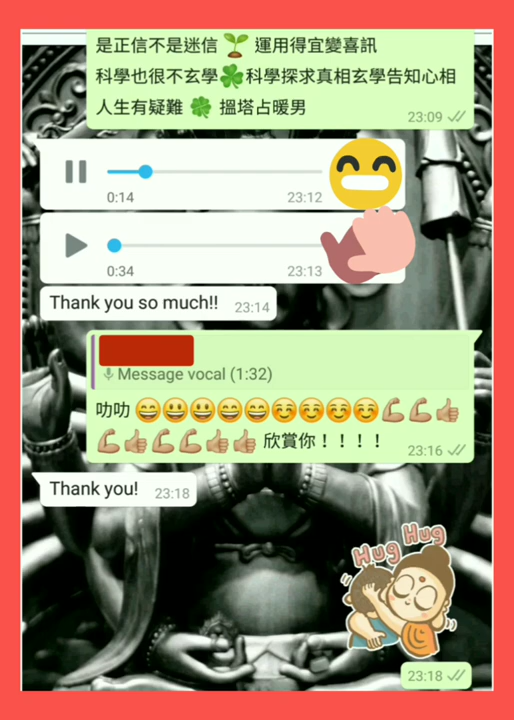 是正信不是迷信 🌱 運用得宜變喜訊
科學也很不玄學🍀科學探求真相玄學告知心相
人生有疑難 🍀 搵塔占暖男
23:09
0:14 23:12
0:34 23:13
Thank you so much!! 23:14
Message vocal (1:32)
叻叻 😄😃😃😄😄☺☺☺☺💪💪👍
💪👍💪💪👍👍 欣賞你！！！！ 23:16
Thank you! 23:18
Hug Hug
23:18